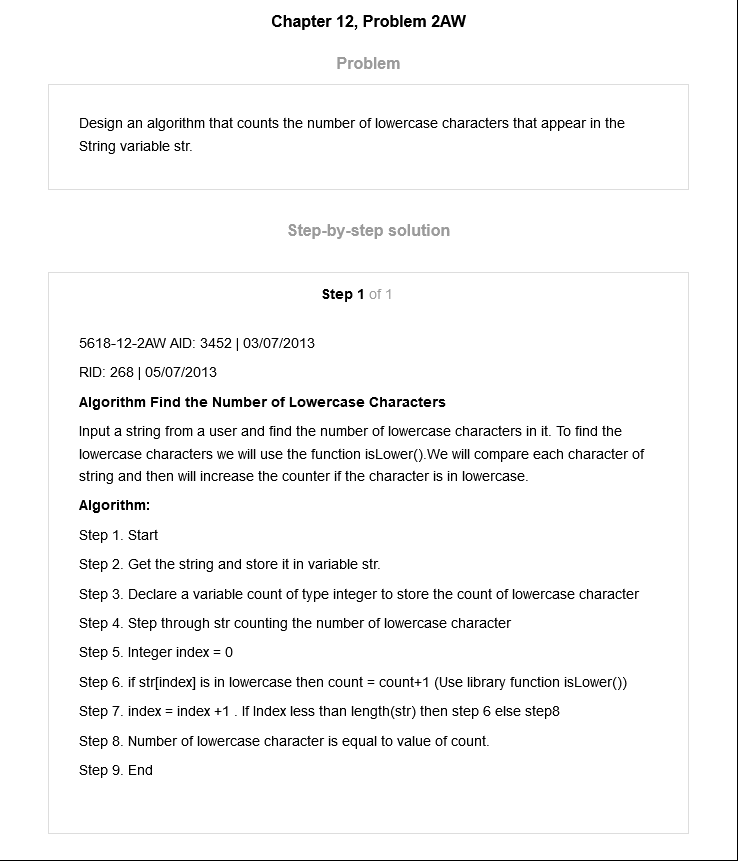 Chapter 12, Problem 2AW
Problem
Design an algorithm that counts the number of lowercase characters that appear in the
String variable str.
Step-by-step solution
Step 1 of 1
5618-12-2AW AID: 3452 | 03/07/2013
RID: 268 | 05/07/2013
Algorithm Find the Number of Lowercase Characters
Input a string from a user and find the number of lowercase characters in it. To find the
lowercase characters we will use the function isLower().We will compare each character of
string and then will increase the counter if the character is in lowercase.
Algorithm:
Step 1. Start
Step 2. Get the string and store it in variable str.
Step 3. Declare a variable count of type integer to store the count of lowercase character
Step 4. Step through str counting the number of lowercase character
Step 5. Integer index = 0
Step 6. if str[index] is in lowercase then count = count+1 (Use library function isLower())
Step 7. index = index +1 . If Index less than length(str) then step 6 else step8
Step 8. Number of lowercase character is equal to value of count.
Step 9. End